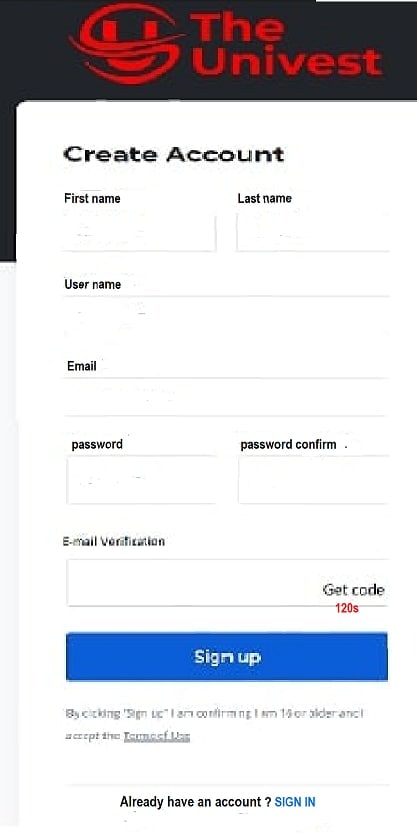 The
Univest
Create Account
First name Last name
User name
Email
password password confirm .
E-mail Verification
Get code
120s
Sign up
By clicking "Sign up" I am confirming I am 16 or older and I
accept the Terms of Use
Already have an account ? SIGN IN